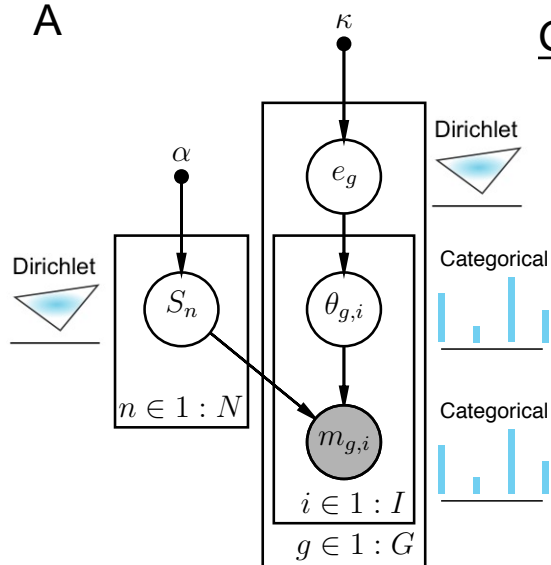 A
κ
C
Dirichlet
α
e_g
Dirichlet
Categorical
S_n
θ_{g,i}
n ∈ 1 : N
Categorical
m_{g,i}
i ∈ 1 : I
g ∈ 1 : G